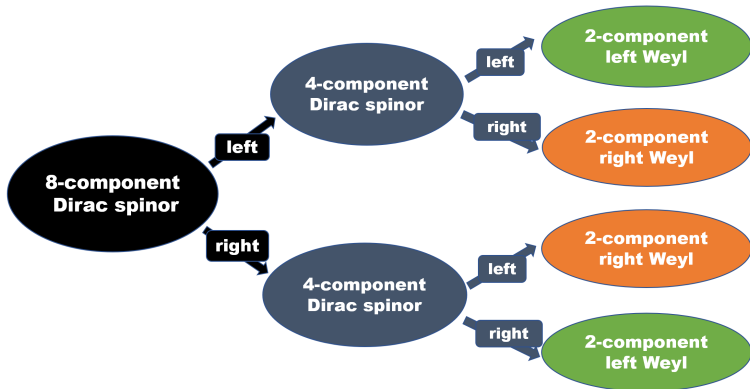 8-component
Dirac spinor
left
right
4-component
Dirac spinor
left
right
2-component
left Weyl
2-component
right Weyl
4-component
Dirac spinor
left
right
2-component
right Weyl
2-component
left Weyl